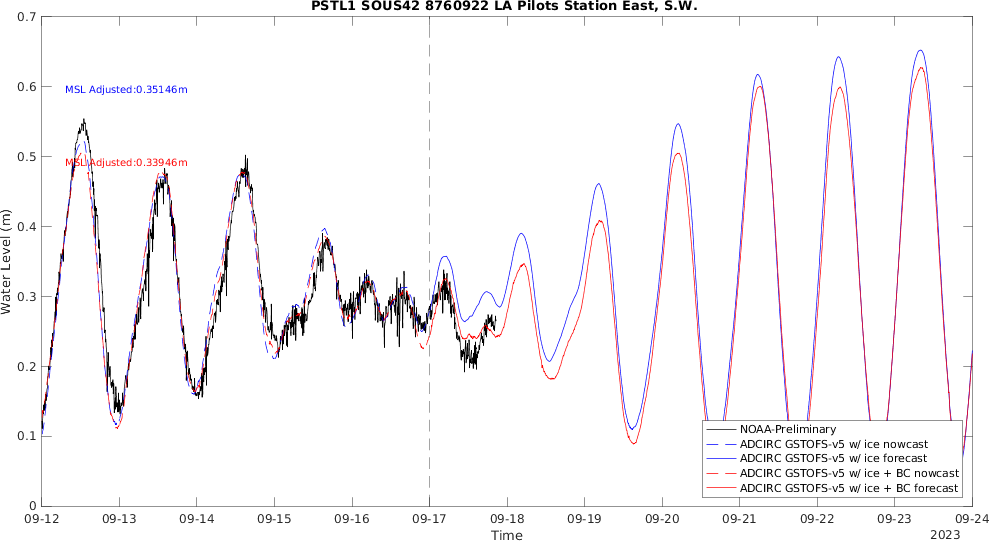 PSTL1 SOUS42 8760922 LA Pilots Station East, S.W.
0.7
0.6
0.5
0.4
0.3
0.2
0.1
0
Water Level (m)
MSL Adjusted:0.35146m
MSL Adjusted:0.33946m
NOAA-Preliminary
ADCIRC GSTOFS-v5 w/ ice nowcast
ADCIRC GSTOFS-v5 w/ ice forecast
ADCIRC GSTOFS-v5 w/ ice + BC nowcast
ADCIRC GSTOFS-v5 w/ ice + BC forecast
09-12 09-13 09-14 09-15 09-16 09-17 09-18 09-19 09-20 09-21 09-22 09-23 09-24
Time
2023